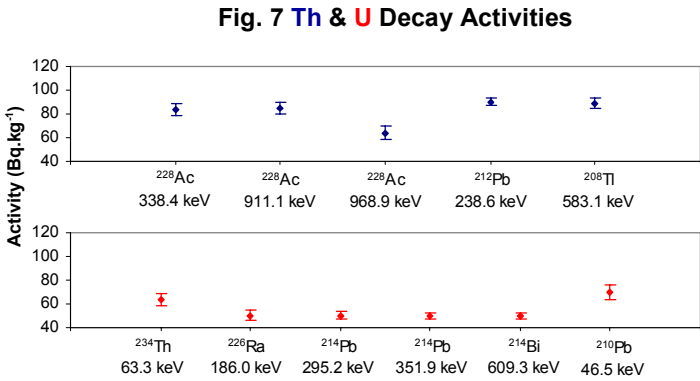 Fig. 7 Th & U Decay Activities
Activity (Bq.kg⁻¹)
120
100
80
60
40
²²⁸Ac ²²⁸Ac ²²⁸Ac ²¹²Pb ²⁰⁸Tl
338.4 keV 911.1 keV 968.9 keV 238.6 keV 583.1 keV
120
100
80
60
40
²³⁴Th ²²⁶Ra ²¹⁴Pb ²¹⁴Pb ²¹⁴Bi ²¹⁰Pb
63.3 keV 186.0 keV 295.2 keV 351.9 keV 609.3 keV 46.5 keV